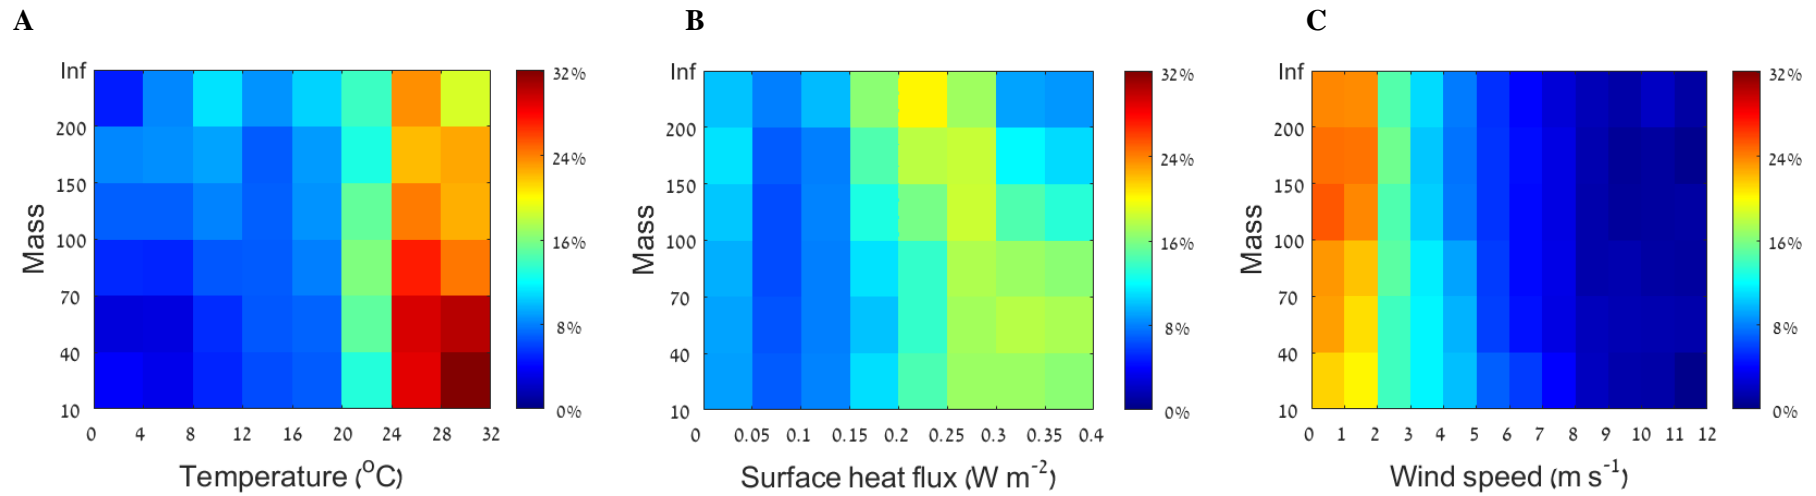 A
B
C
Inf
200
150
100
70
40
10
Mass
0 4 8 12 16 20 24 28 32
Temperature (°C)
32%
24%
16%
8%
0%
Inf
200
150
100
70
40
10
Mass
0 0.05 0.1 0.15 0.2 0.25 0.3 0.35 0.4
Surface heat flux (W m⁻²)
32%
24%
16%
8%
0%
Inf
200
150
100
70
40
10
Mass
0 1 2 3 4 5 6 7 8 9 10 11 12
Wind speed (m s⁻¹)
32%
24%
16%
8%
0%